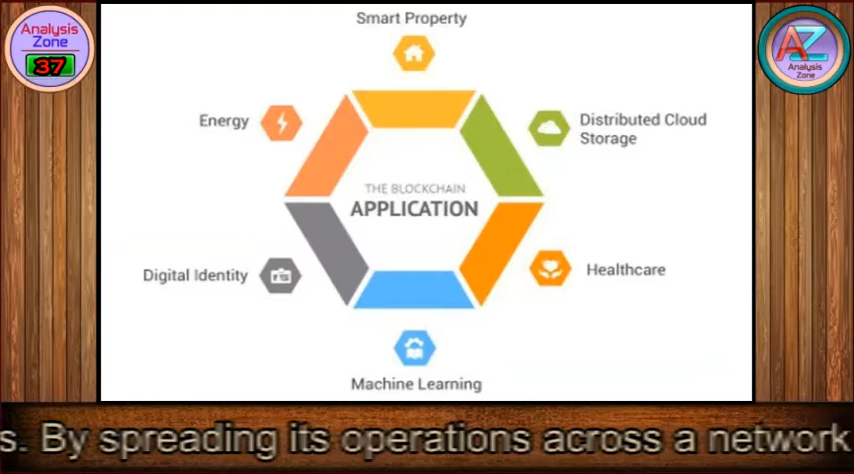 Analysis
Zone
37
Smart Property
AZ
Analysis
Zone
Energy
Distributed Cloud
Storage
THE BLOCKCHAIN
APPLICATION
Digital Identity
Healthcare
Machine Learning
s. By spreading its operations across a network